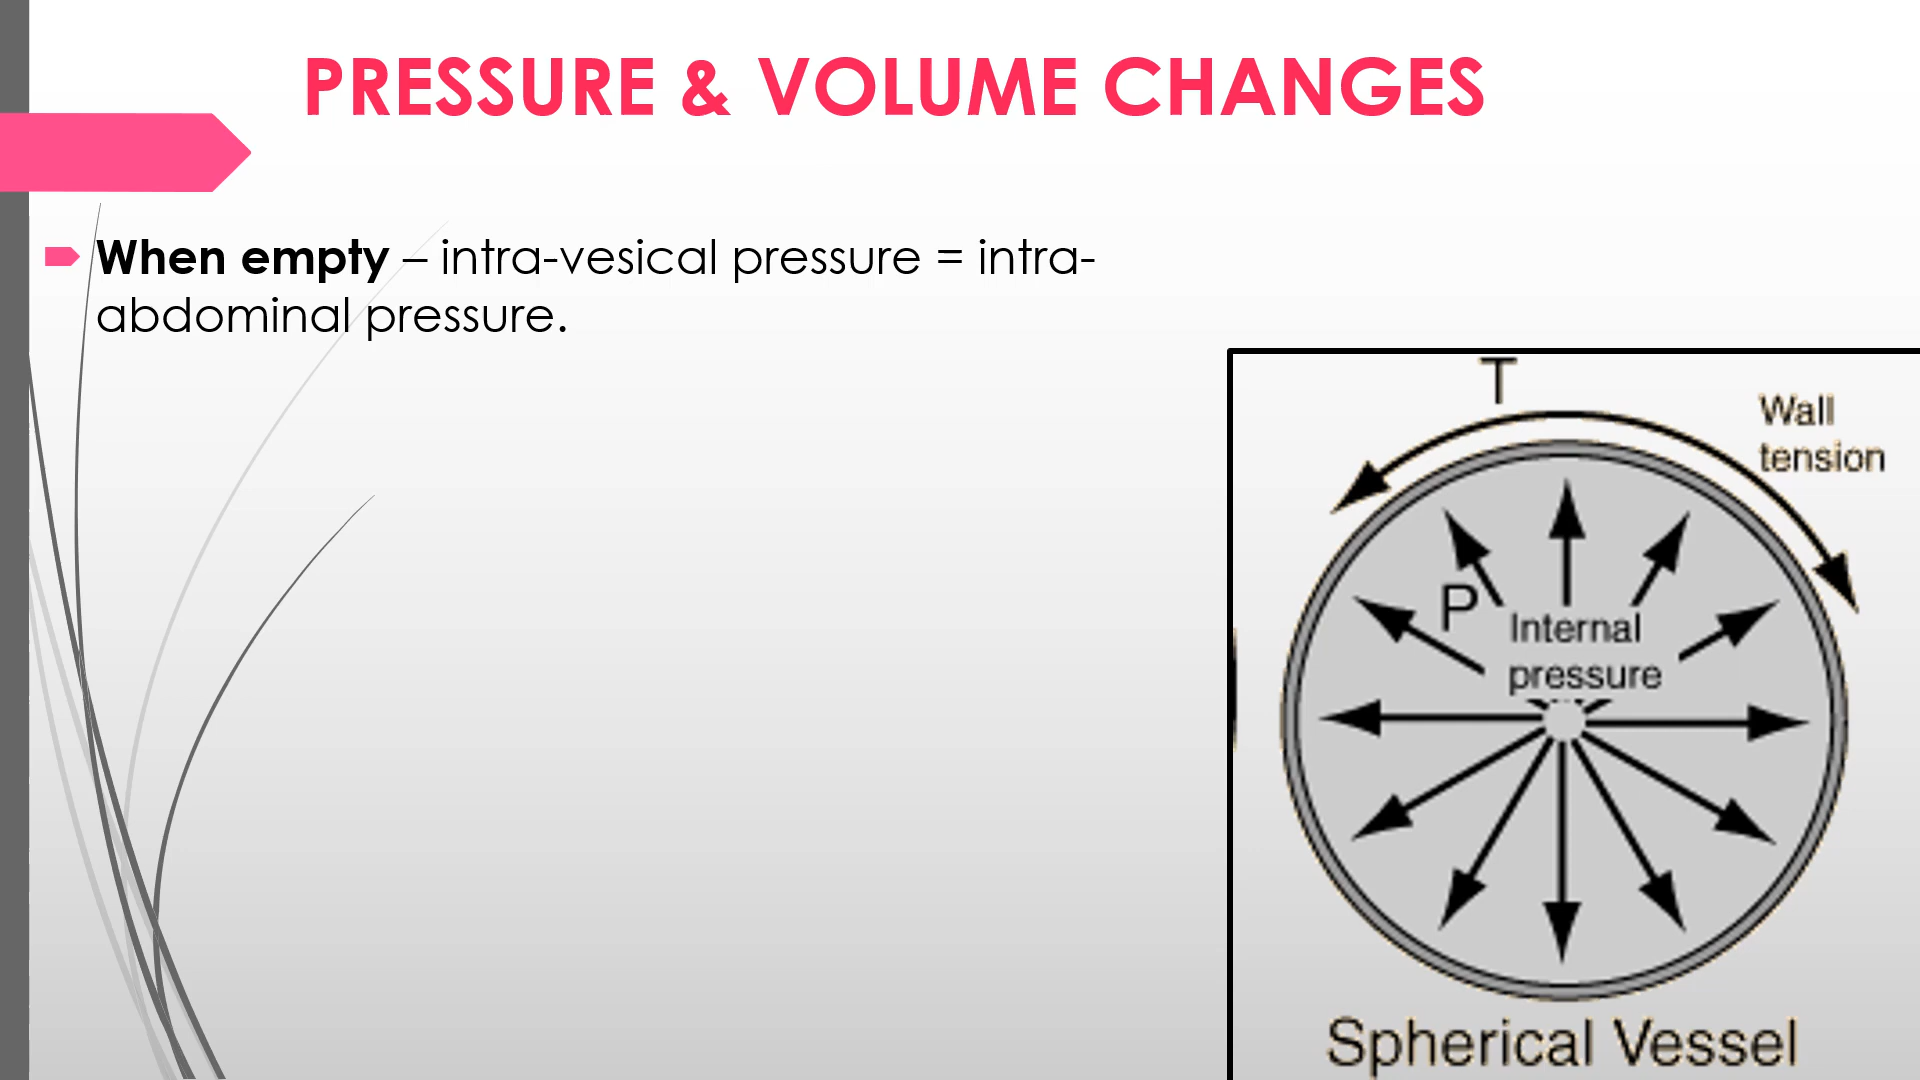 PRESSURE & VOLUME CHANGES
When empty – intra-vesical pressure = intra-
abdominal pressure.
T
Wall
tension
P
Internal
pressure
Spherical Vessel